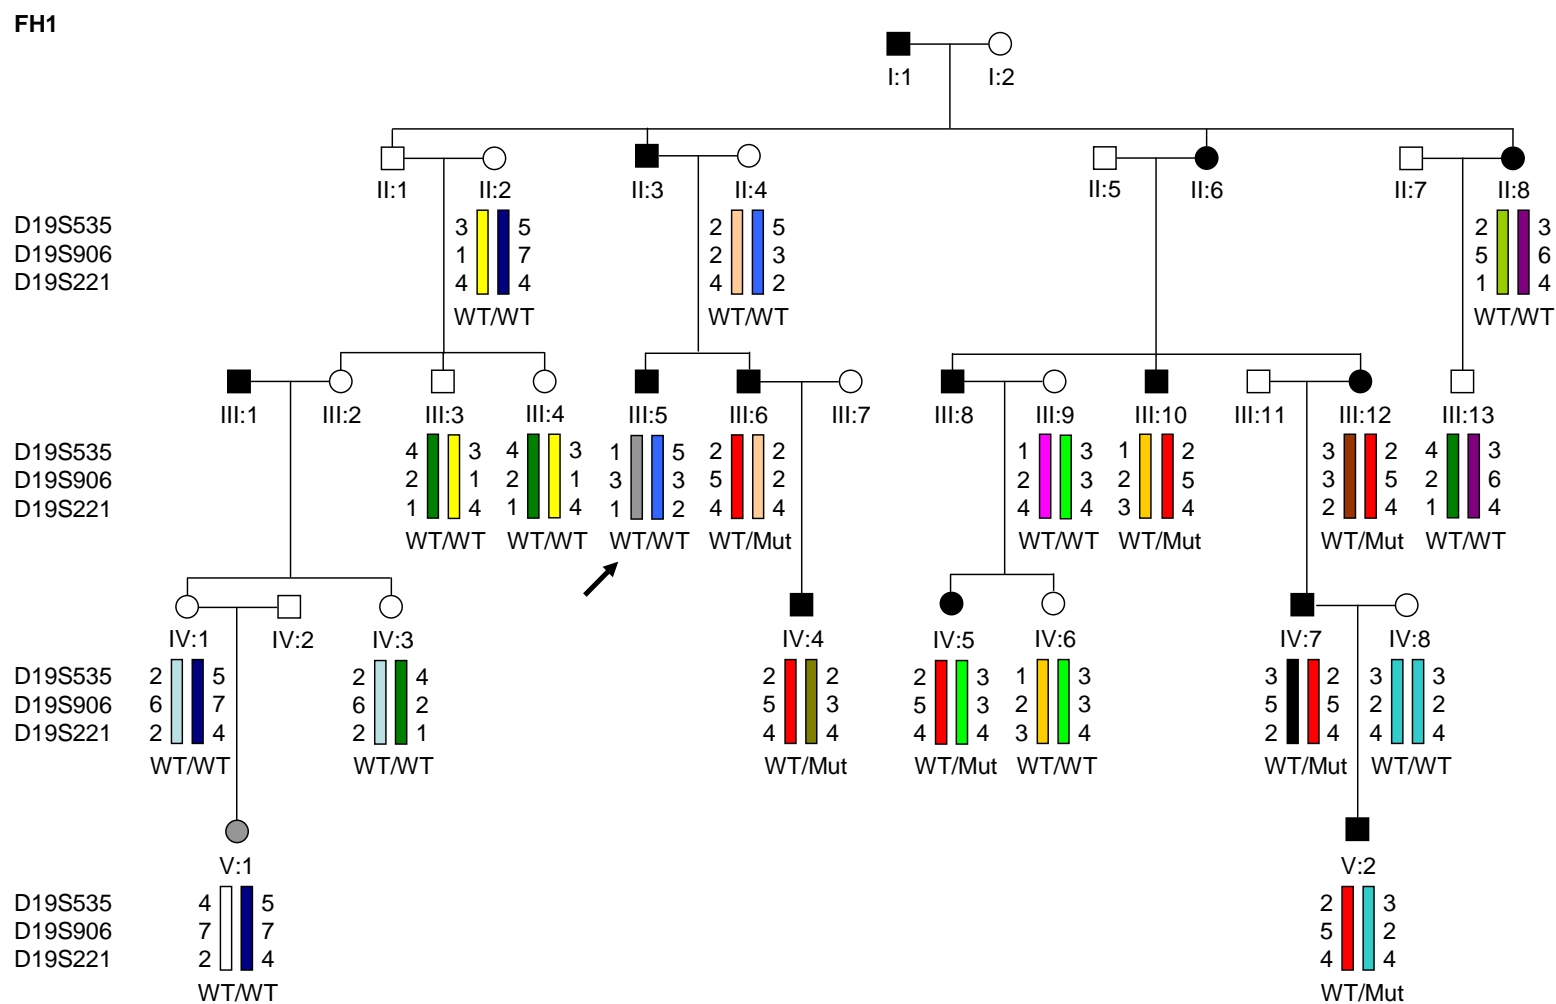 FH1
I:1 I:2
II:1 II:2 II:3 II:4 II:5 II:6 II:7 II:8
D19S535 3 5 2 5 2 3
D19S906 1 7 2 3 5 6
D19S221 4 4 4 2 1 4
WT/WT WT/WT WT/WT
III:1 III:2 III:3 III:4 III:5 III:6 III:7 III:8 III:9 III:10 III:11 III:12 III:13
D19S535 4 3 4 3 1 5 2 2 1 3 1 2 3 2 4 3
D19S906 2 1 2 1 3 3 5 2 2 3 2 5 3 5 2 6
D19S221 1 4 1 4 1 2 4 4 4 4 3 4 2 4 1 4
WT/WT WT/WT WT/WT WT/Mut WT/WT WT/Mut WT/Mut WT/WT
IV:1 IV:2 IV:3 IV:4 IV:5 IV:6 IV:7 IV:8
D19S535 2 5 2 4 2 2 2 3 1 3 3 2 3 3
D19S906 6 7 6 2 5 3 5 3 2 3 5 5 2 2
D19S221 2 4 2 1 4 4 4 4 3 4 2 4 4 4
WT/WT WT/WT WT/Mut WT/Mut WT/WT WT/Mut WT/WT
V:1 V:2
D19S535 4 5 2 3
D19S906 7 7 5 2
D19S221 2 4 4 4
WT/WT WT/Mut